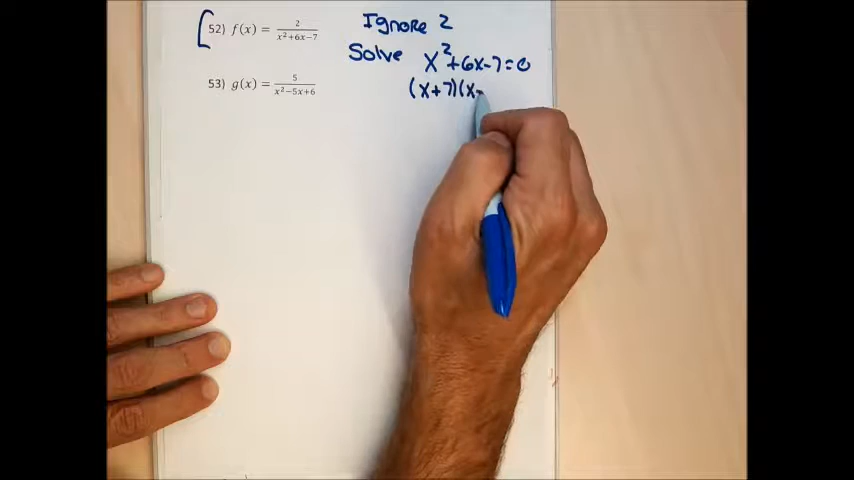 52) f(x) = 2/(x²+6x−7)
Ignore 2
Solve x²+6x-7=0
(x+7)(x-
53) g(x) = 5/(x²−5x+6)